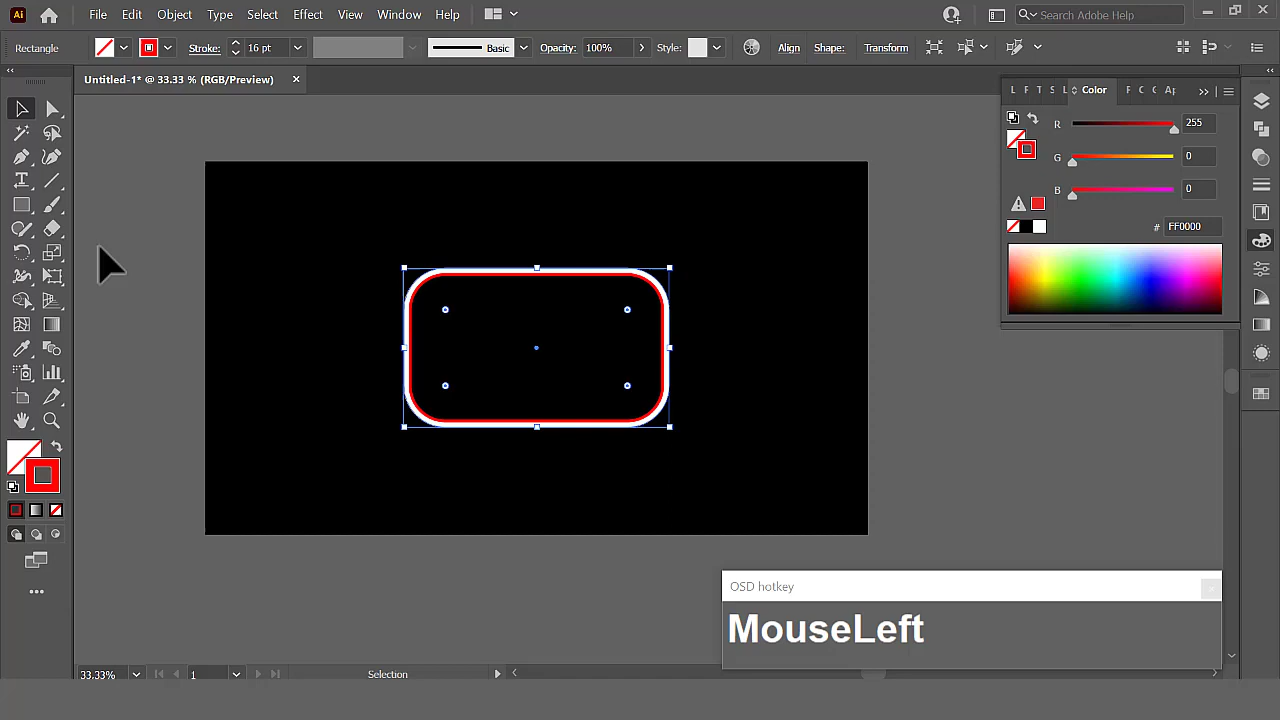 Ai File Edit Object Type Select Effect View Window Help Search Adobe Help
Rectangle Stroke: 16 pt Basic Opacity: 100% Style: Align Shape: Transform
Untitled-1* @ 33.33 % (RGB/Preview)
L F T S L Color F C C Ap
R 255
G 0
B 0
# FF0000
OSD hotkey
MouseLeft
33.33% 1 Selection